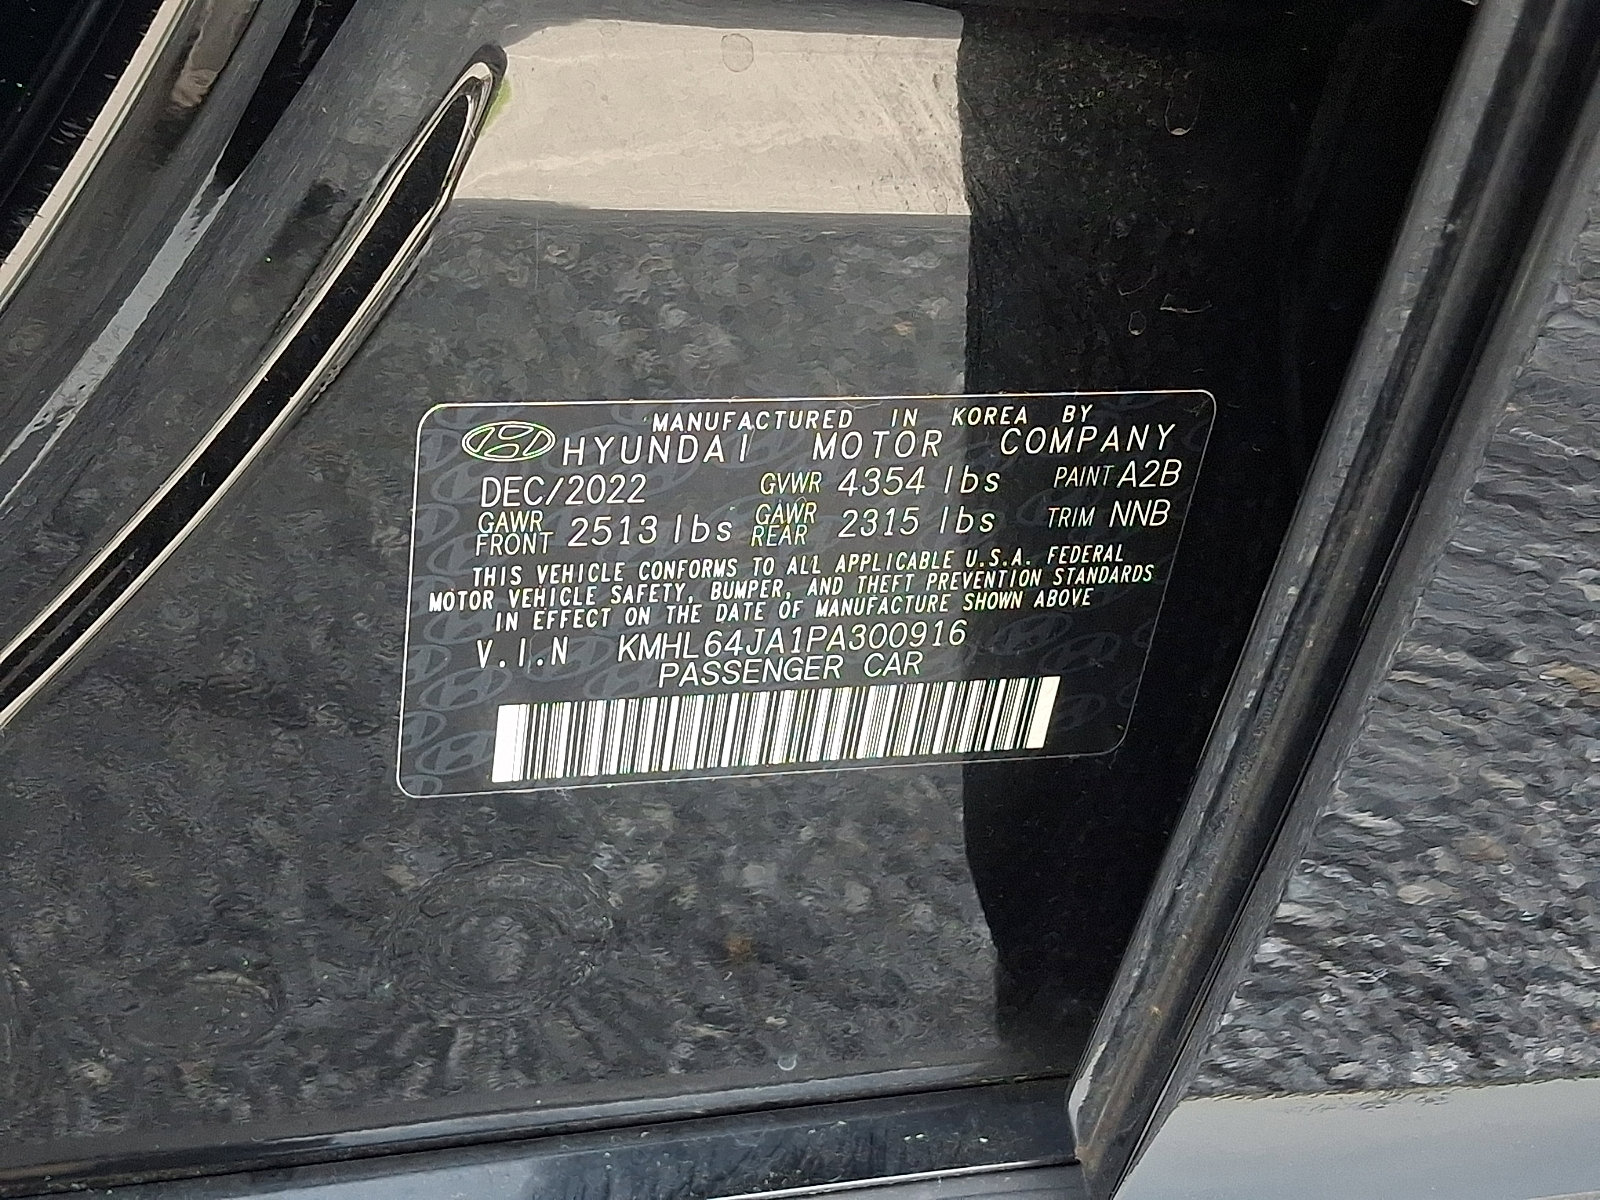 MANUFACTURED IN KOREA BY
HYUNDAI MOTOR COMPANY
DEC/2022 GVWR 4354 lbs PAINT A2B
GAWR FRONT 2513 lbs GAWR REAR 2315 lbs TRIM NNB
THIS VEHICLE CONFORMS TO ALL APPLICABLE U.S.A. FEDERAL
MOTOR VEHICLE SAFETY, BUMPER, AND THEFT PREVENTION STANDARDS
IN EFFECT ON THE DATE OF MANUFACTURE SHOWN ABOVE
V.I.N KMHL64JA1PA300916
PASSENGER CAR